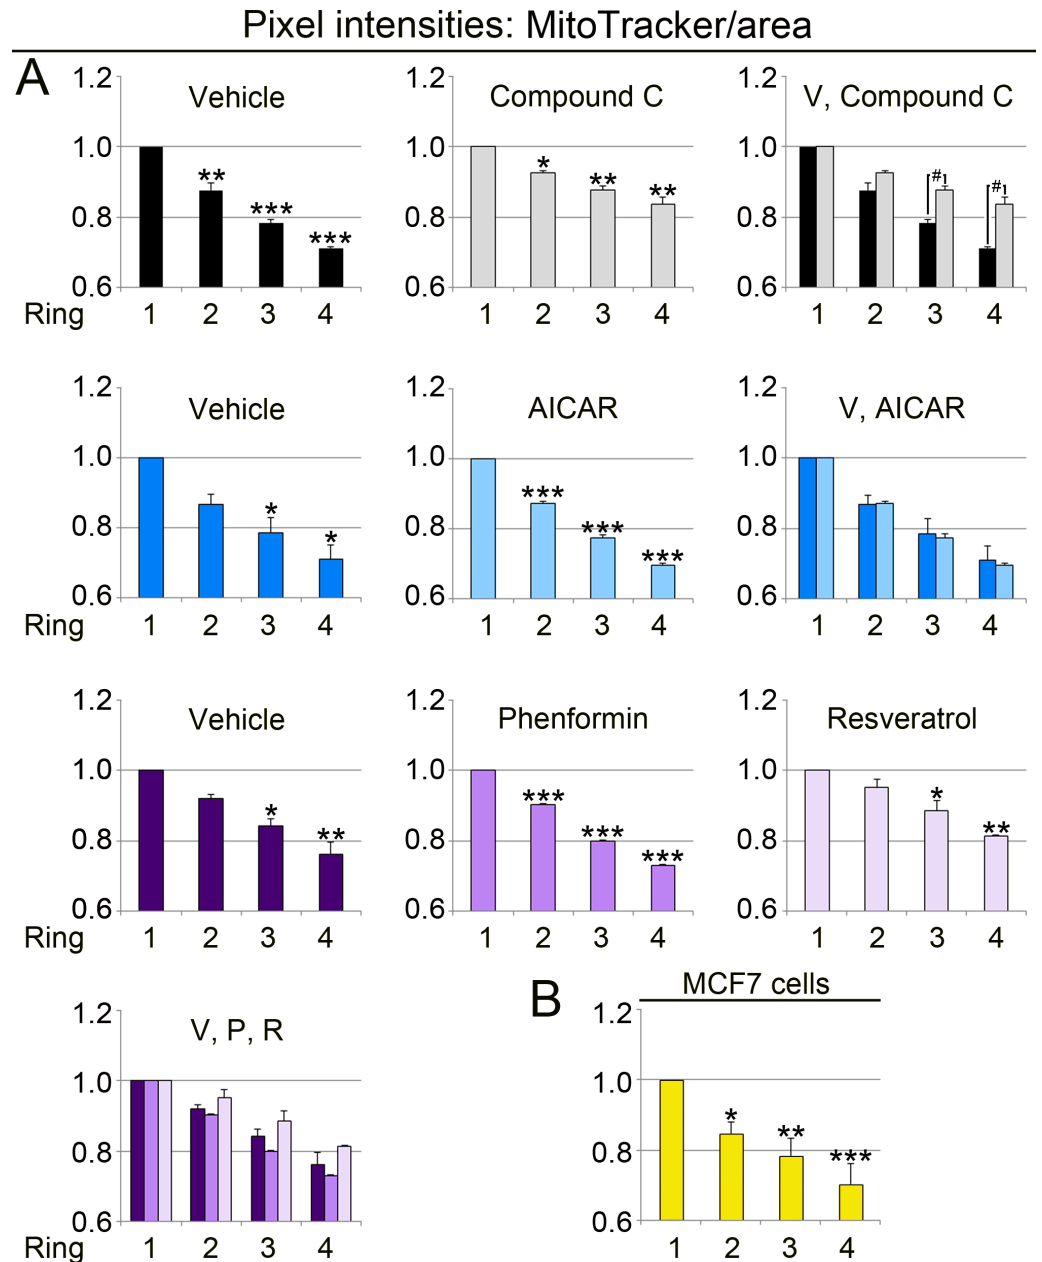 Pixel intensities: MitoTracker/area
A
1.2 Vehicle 1.2 Compound C 1.2 V, Compound C
1.0 1.0 1.0
** *** *** * ** ** # #
0.8 0.8 0.8
0.6 0.6 0.6
Ring 1 2 3 4 1 2 3 4 1 2 3 4
1.2 Vehicle 1.2 AICAR 1.2 V, AICAR
1.0 1.0 1.0
* * *** *** ***
0.8 0.8 0.8
0.6 0.6 0.6
Ring 1 2 3 4 1 2 3 4 1 2 3 4
1.2 Vehicle 1.2 Phenformin 1.2 Resveratrol
1.0 1.0 1.0
* ** *** *** *** * **
0.8 0.8 0.8
0.6 0.6 0.6
Ring 1 2 3 4 1 2 3 4 1 2 3 4
B MCF7 cells
1.2 V, P, R 1.2
1.0 1.0
* ** ***
0.8 0.8
0.6 0.6
Ring 1 2 3 4 1 2 3 4